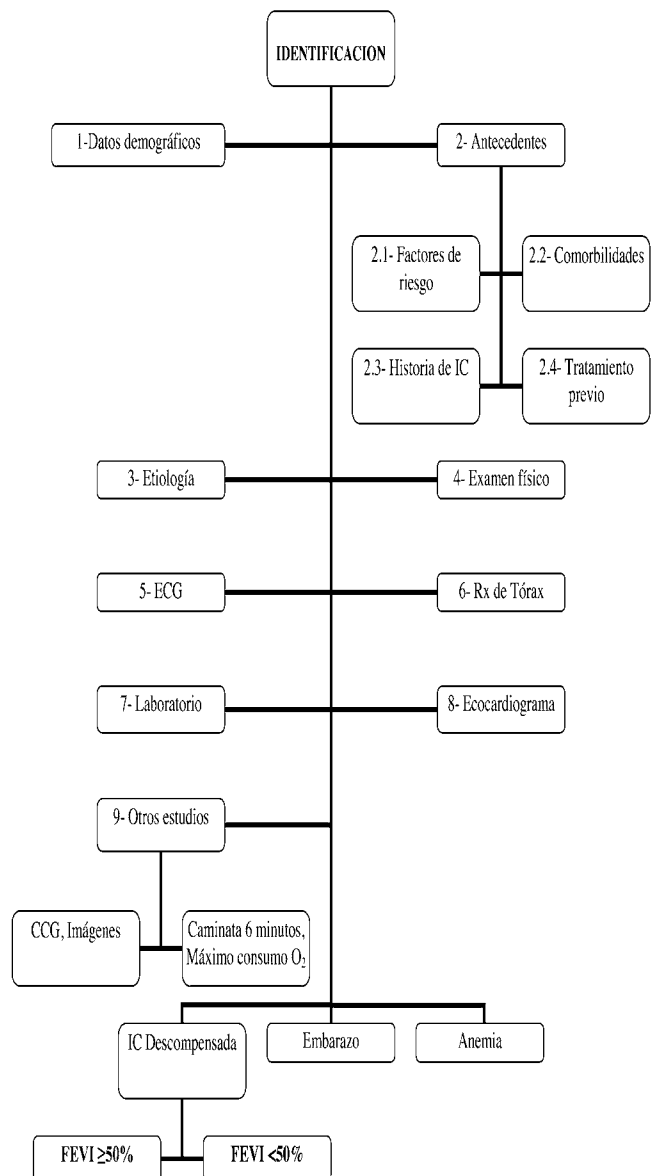 IDENTIFICACION
1-Datos demográficos
2- Antecedentes
2.1- Factores de
riesgo
2.2- Comorbilidades
2.3- Historia de IC
2.4- Tratamiento
previo
3- Etiología
4- Examen físico
5- ECG
6- Rx de Tórax
7- Laboratorio
8- Ecocardiograma
9- Otros estudios
CCG, Imágenes
Caminata 6 minutos,
Máximo consumo O₂
IC Descompensada
Embarazo
Anemia
FEVI ≥50%
FEVI <50%